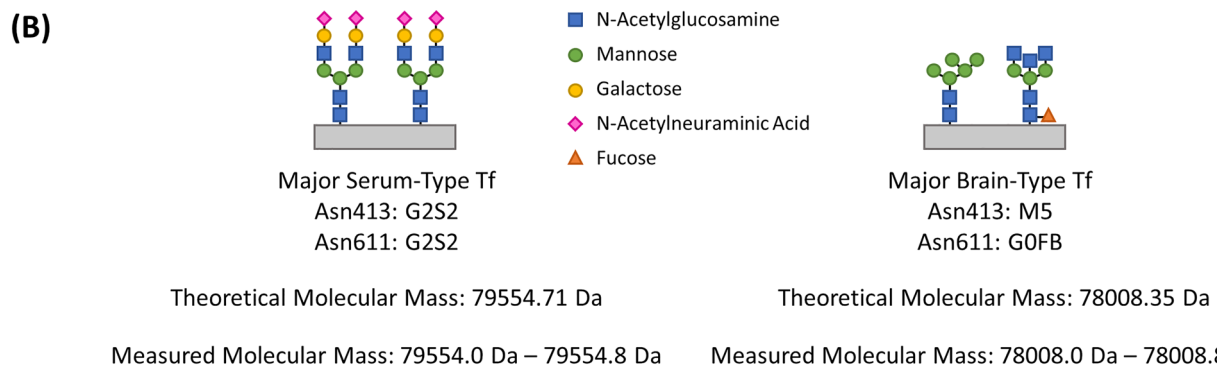 (B)
N-Acetylglucosamine
Mannose
Galactose
N-Acetylneuraminic Acid
Fucose
Major Serum-Type Tf
Asn413: G2S2
Asn611: G2S2
Theoretical Molecular Mass: 79554.71 Da
Measured Molecular Mass: 79554.0 Da – 79554.8 Da
Major Brain-Type Tf
Asn413: M5
Asn611: G0FB
Theoretical Molecular Mass: 78008.35 Da
Measured Molecular Mass: 78008.0 Da –